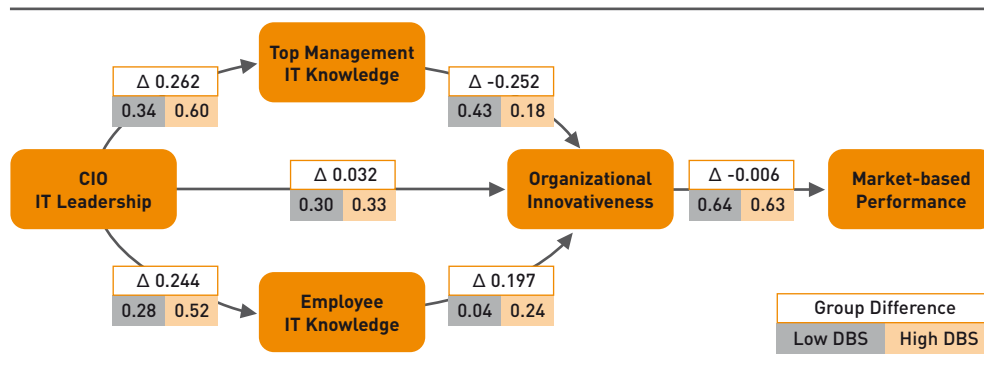 Top Management
IT Knowledge
Δ 0.262
0.34 0.60
Δ -0.252
0.43 0.18
CIO
IT Leadership
Δ 0.032
0.30 0.33
Organizational
Innovativeness
Δ -0.006
0.64 0.63
Market-based
Performance
Δ 0.244
0.28 0.52
Employee
IT Knowledge
Δ 0.197
0.04 0.24
Group Difference
Low DBS High DBS